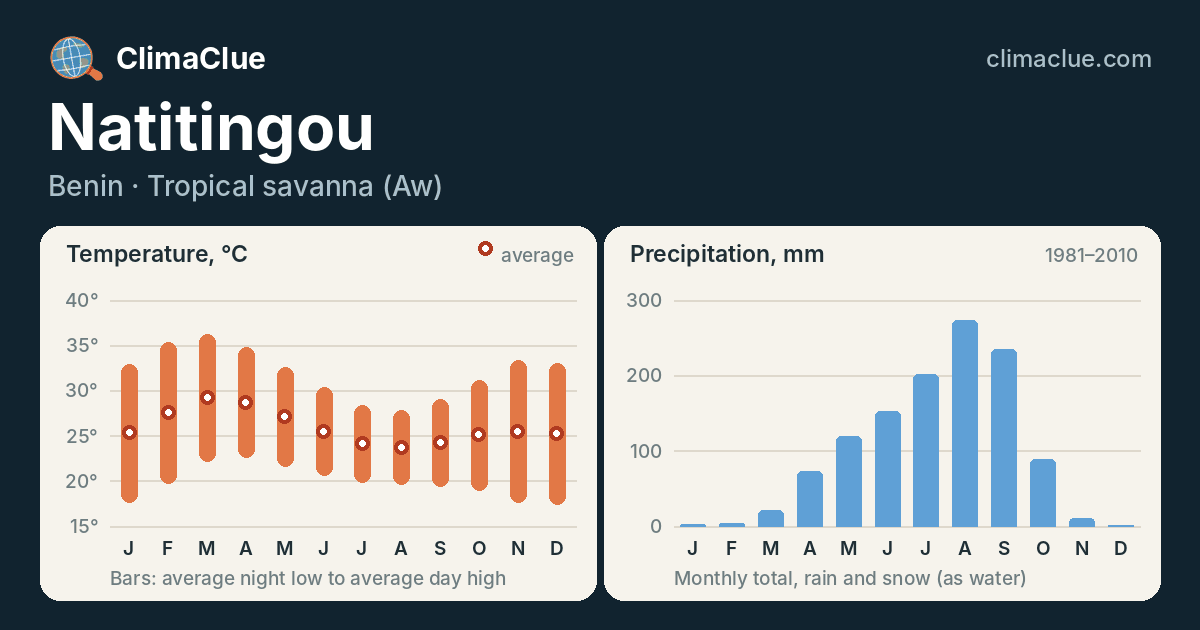 ClimaClue
climaclue.com
Natitingou
Benin · Tropical savanna (Aw)
Temperature, °C
average
40°
35°
30°
25°
20°
15°
J F M A M J J A S O N D
Bars: average night low to average day high
Precipitation, mm
1981–2010
300
200
100
0
J F M A M J J A S O N D
Monthly total, rain and snow (as water)